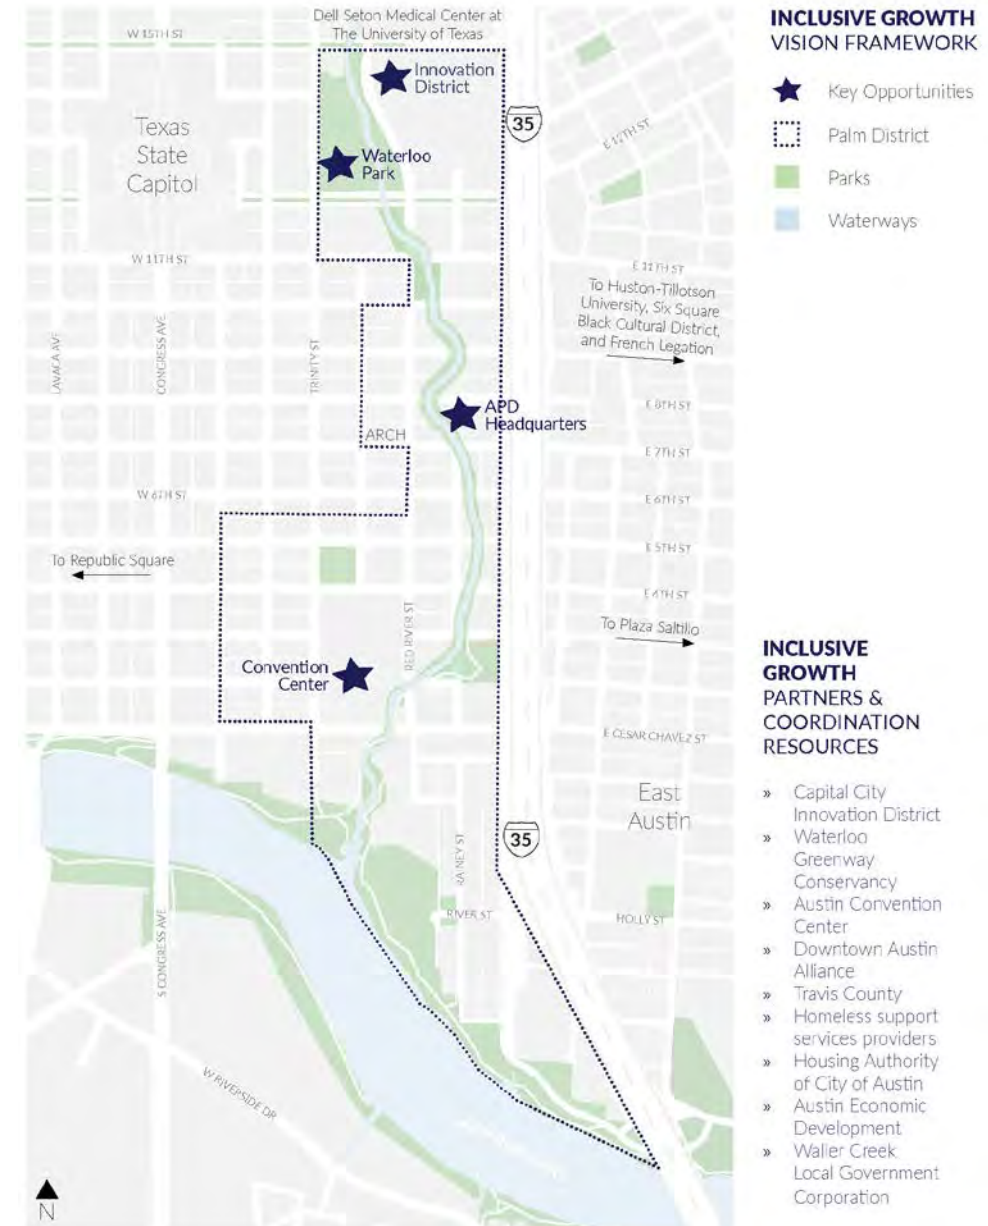 Dell Seton Medical Center at
The University of Texas
W 15TH ST
Innovation
District
35
E 12TH ST
Texas
State
Capitol
Waterloo
Park
W 11TH ST
E 11TH ST
To Huston-Tillotson
University, Six Square
Black Cultural District,
and French Legation
LAVACA AVE
CONGRESS AVE
TRINITY ST
APD
Headquarters
ARCH
E 8TH ST
E 7TH ST
W 6TH ST
E 6TH ST
E 5TH ST
To Republic Square
E 4TH ST
To Plaza Saltillo
RED RIVER ST
Convention
Center
E CESAR CHAVEZ ST
East
Austin
35
RAINEY ST
RIVER ST
HOLLY ST
S CONGRESS AVE
W RIVERSIDE DR
N
INCLUSIVE GROWTH
VISION FRAMEWORK
Key Opportunities
Palm District
Parks
Waterways
INCLUSIVE
GROWTH
PARTNERS &
COORDINATION
RESOURCES
» Capital City
Innovation District
» Waterloo
Greenway
Conservancy
» Austin Convention
Center
» Downtown Austin
Alliance
» Travis County
» Homeless support
services providers
» Housing Authority
of City of Austin
» Austin Economic
Development
» Waller Creek
Local Government
Corporation